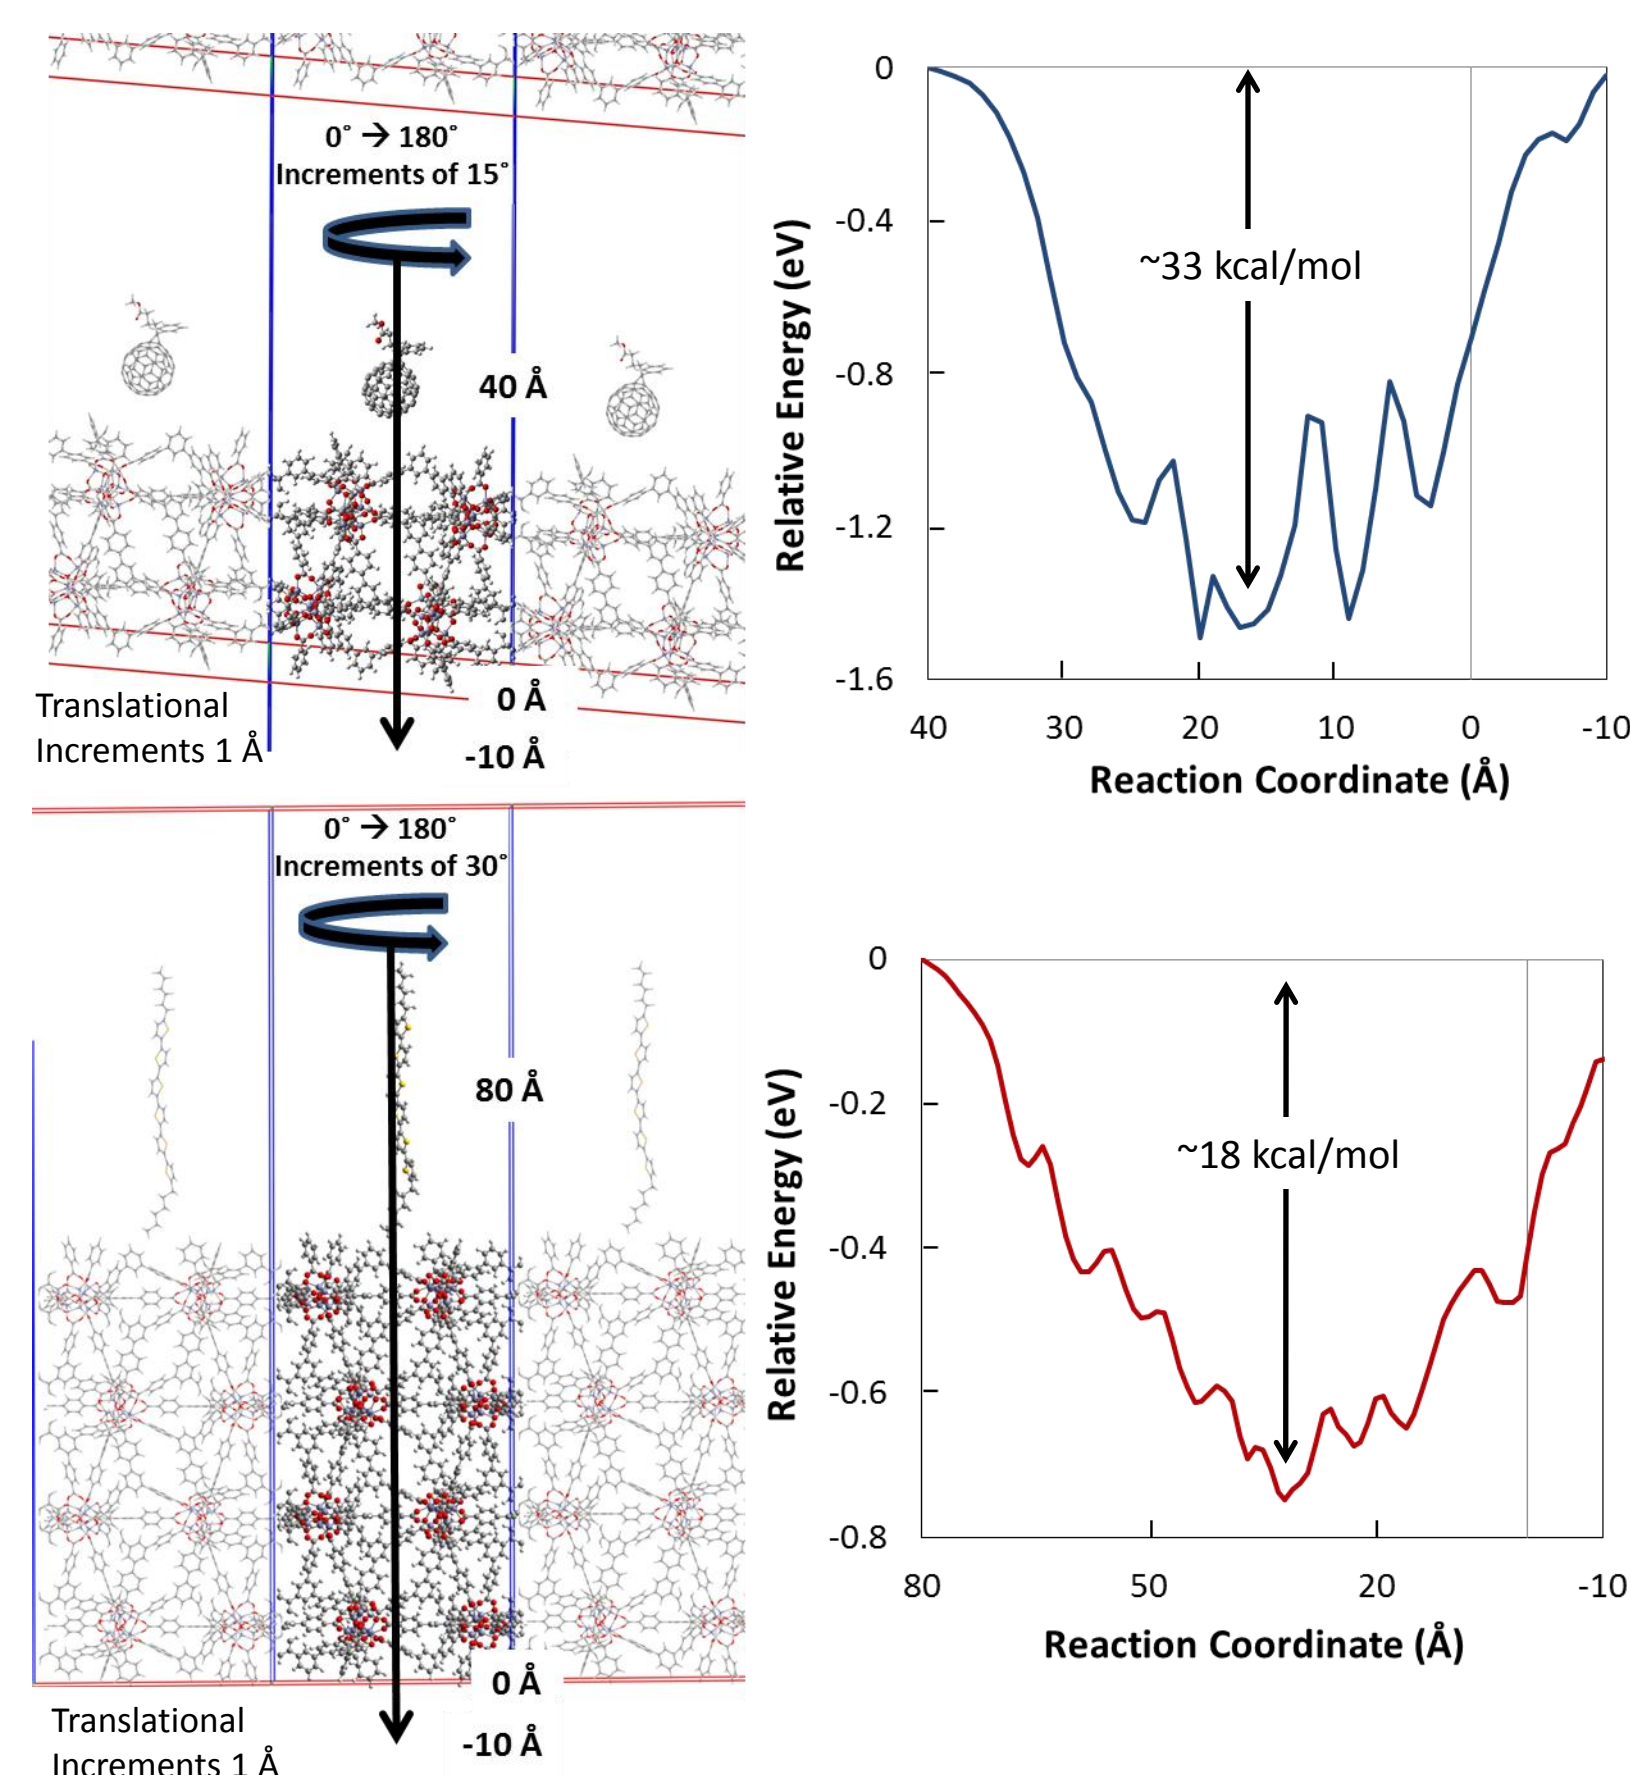 0˚ → 180˚
Increments of 15˚
40 Å
0 Å
-10 Å
Translational
Increments 1 Å
0
-0.4
-0.8
-1.2
-1.6
Relative Energy (eV)
~33 kcal/mol
40 30 20 10 0 -10
Reaction Coordinate (Å)
0˚ → 180˚
Increments of 30˚
80 Å
0 Å
-10 Å
Translational
Increments 1 Å
0
-0.2
-0.4
-0.6
-0.8
Relative Energy (eV)
~18 kcal/mol
80 50 20 -10
Reaction Coordinate (Å)